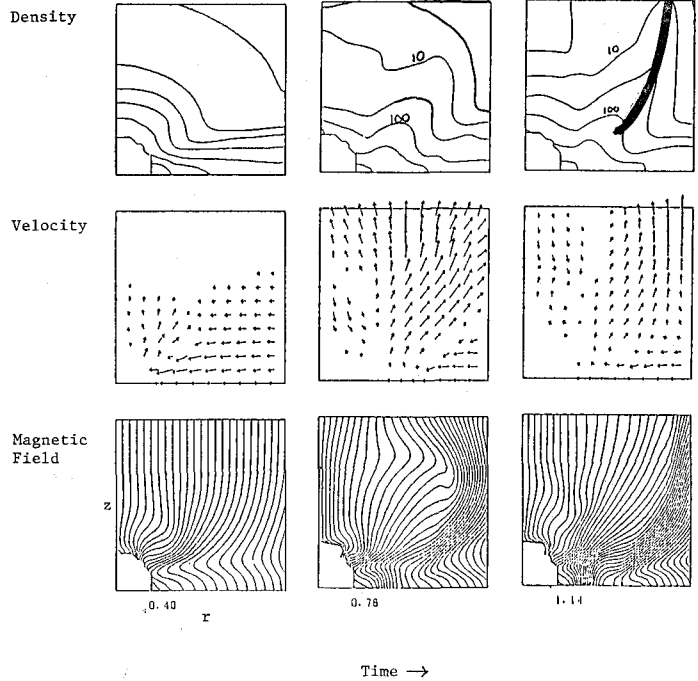 Density
10
100
10
100
Velocity
Magnetic
Field
z
0.40
0.76
1.14
r
Time →